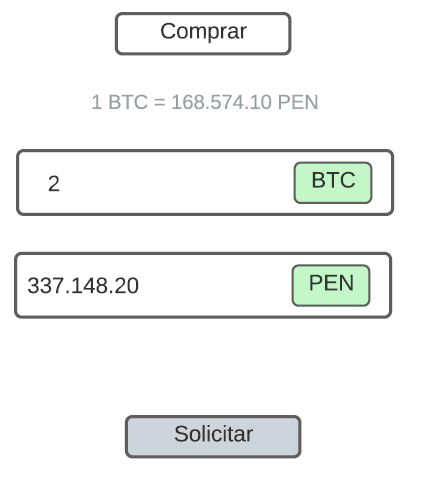 Comprar
1 BTC = 168.574.10 PEN
2 BTC
337.148.20 PEN
Solicitar